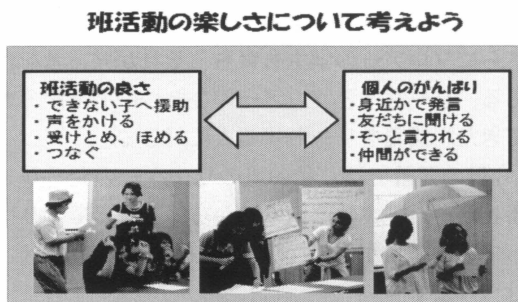 班活動の楽しさについて考えよう
班活動の良さ
・できない子へ援助
・声をかける
・受けとめ、ほめる
・つなぐ
個人のがんばり
・身近かで発言
・友だちに聞ける
・そっと言われる
・仲間ができる